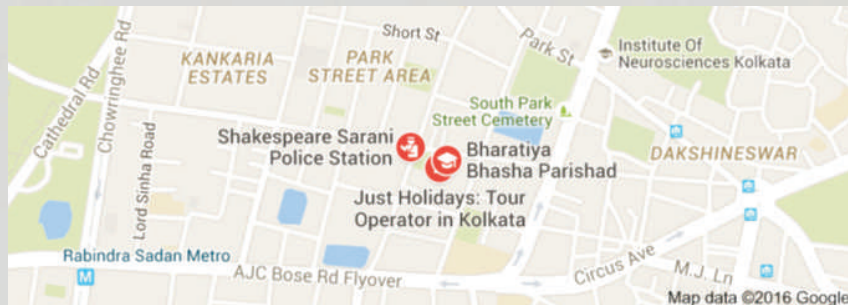 Short St
Park St
Institute Of
Neurosciences Kolkata
KANKARIA
ESTATES
PARK
STREET AREA
Cathedral Rd
Chowringhee Rd
South Park
Street Cemetery
Shakespeare Sarani
Police Station
Bharatiya
Bhasha Parishad
DAKSHINESWAR
Lord Sinha Road
Just Holidays: Tour
Operator in Kolkata
Rabindra Sadan Metro
M
AJC Bose Rd Flyover
Circus Ave
M.J. Ln
Map data ©2016 Google